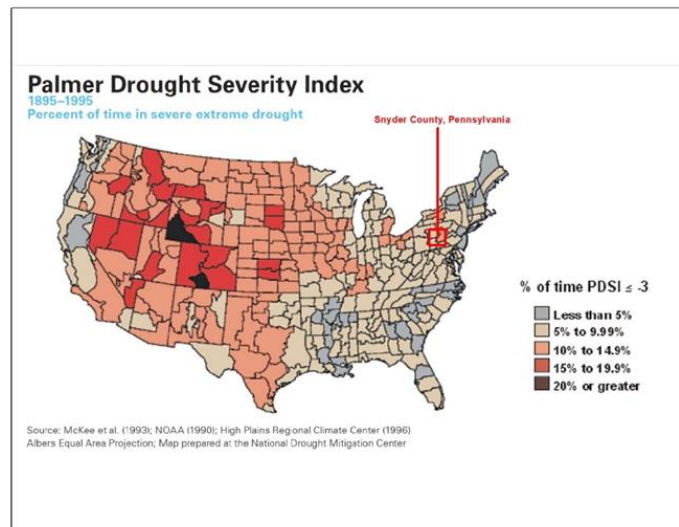 Palmer Drought Severity Index
1895–1995
Perceent of time in severe extreme drought
Snyder County, Pennsylvania
% of time PDSI ≤ -3
Less than 5%
5% to 9.99%
10% to 14.9%
15% to 19.9%
20% or greater
Source: McKee et al. (1993); NOAA (1990); High Plains Regional Climate Center (1996)
Albers Equal Area Projection; Map prepared at the National Drought Mitigation Center